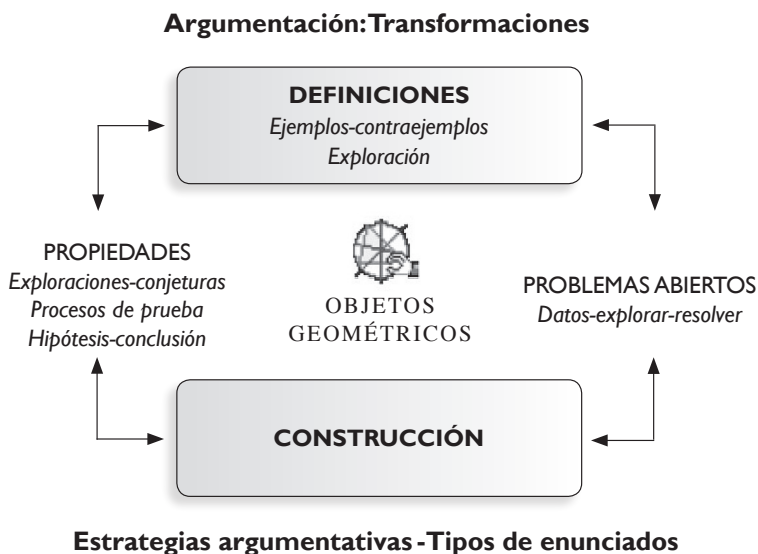 Argumentación: Transformaciones
DEFINICIONES
Ejemplos-contraejemplos
Exploración
PROPIEDADES
Exploraciones-conjeturas
Procesos de prueba
Hipótesis-conclusión
OBJETOS
GEOMÉTRICOS
PROBLEMAS ABIERTOS
Datos-explorar-resolver
CONSTRUCCIÓN
Estrategias argumentativas -Tipos de enunciados